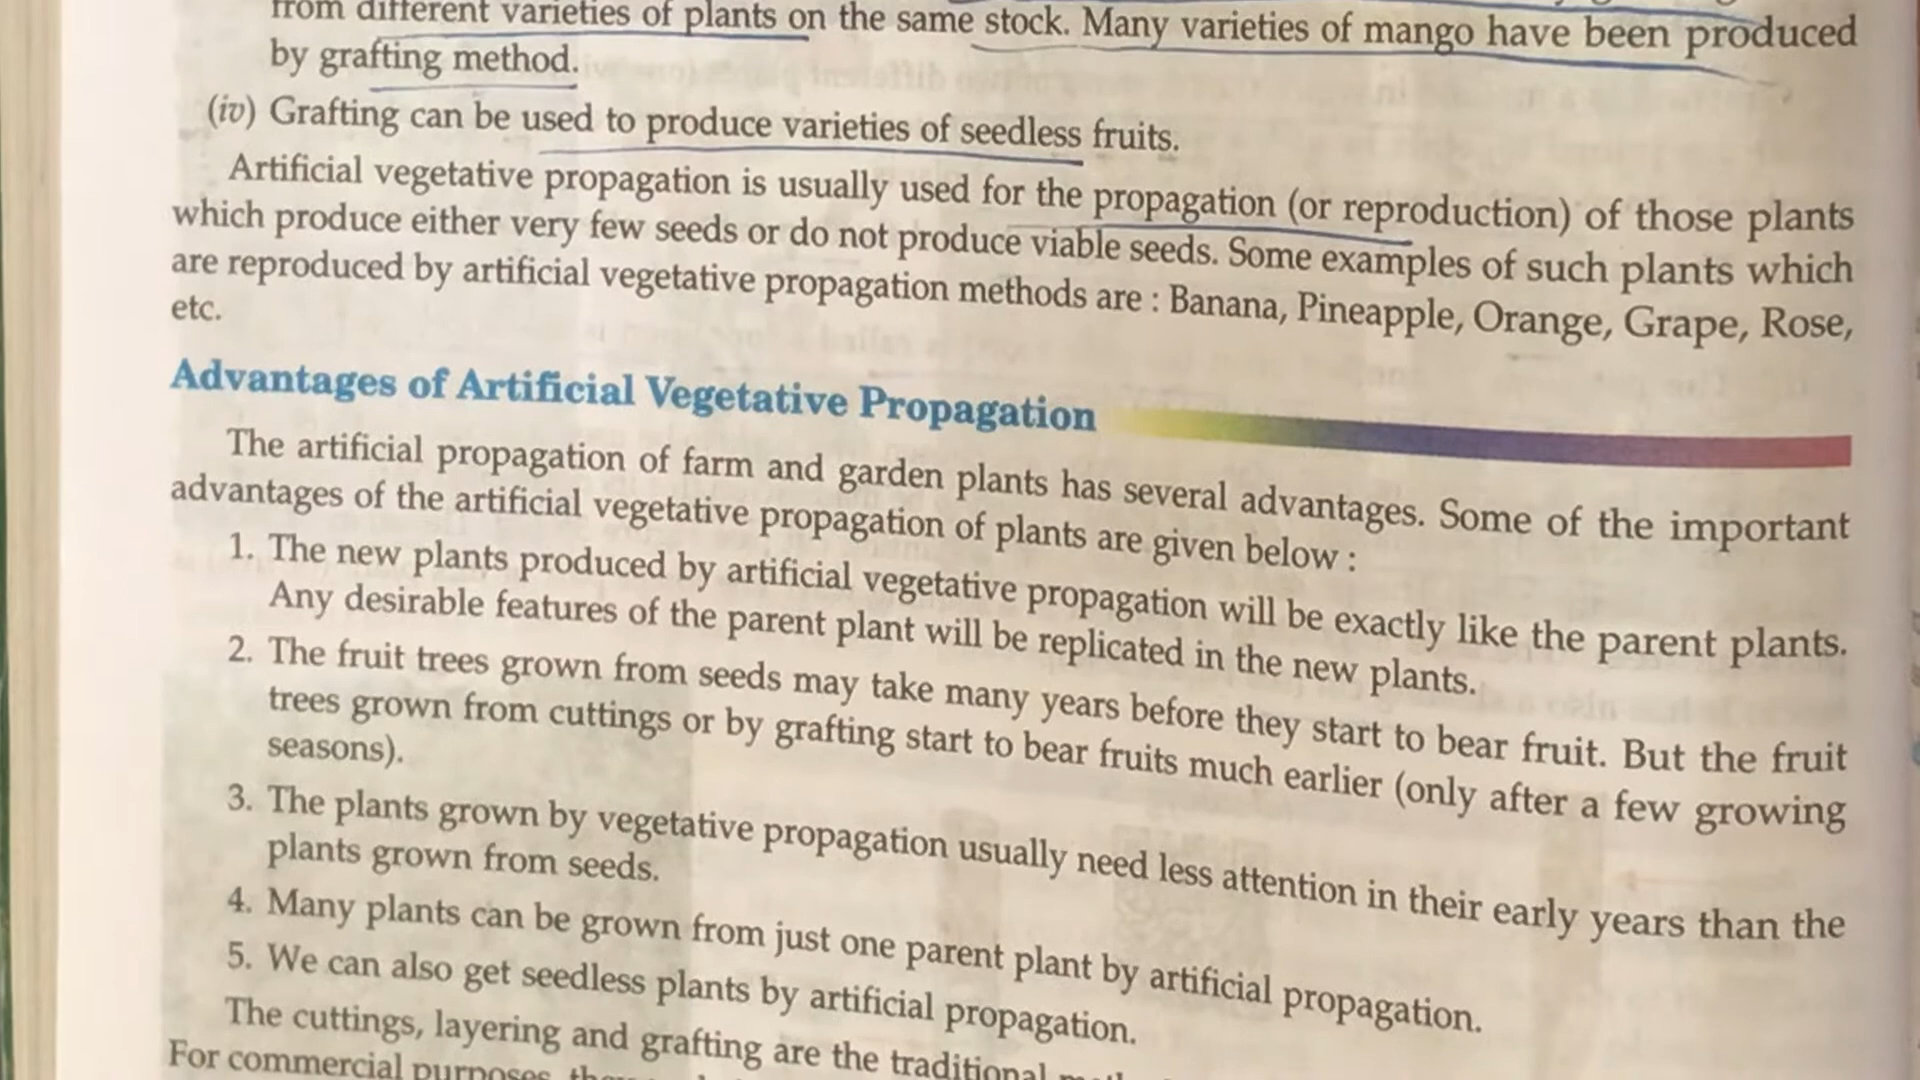 from different varieties of plants on the same stock. Many varieties of mango have been produced
by grafting method.
(iv) Grafting can be used to produce varieties of seedless fruits.
Artificial vegetative propagation is usually used for the propagation (or reproduction) of those plants
which produce either very few seeds or do not produce viable seeds. Some examples of such plants which
are reproduced by artificial vegetative propagation methods are : Banana, Pineapple, Orange, Grape, Rose,
etc.
Advantages of Artificial Vegetative Propagation
The artificial propagation of farm and garden plants has several advantages. Some of the important
advantages of the artificial vegetative propagation of plants are given below :
1. The new plants produced by artificial vegetative propagation will be exactly like the parent plants.
Any desirable features of the parent plant will be replicated in the new plants.
2. The fruit trees grown from seeds may take many years before they start to bear fruit. But the fruit
trees grown from cuttings or by grafting start to bear fruits much earlier (only after a few growing
seasons).
3. The plants grown by vegetative propagation usually need less attention in their early years than the
plants grown from seeds.
4. Many plants can be grown from just one parent plant by artificial propagation.
5. We can also get seedless plants by artificial propagation.
The cuttings, layering and grafting are the traditional
For commercial purposes,